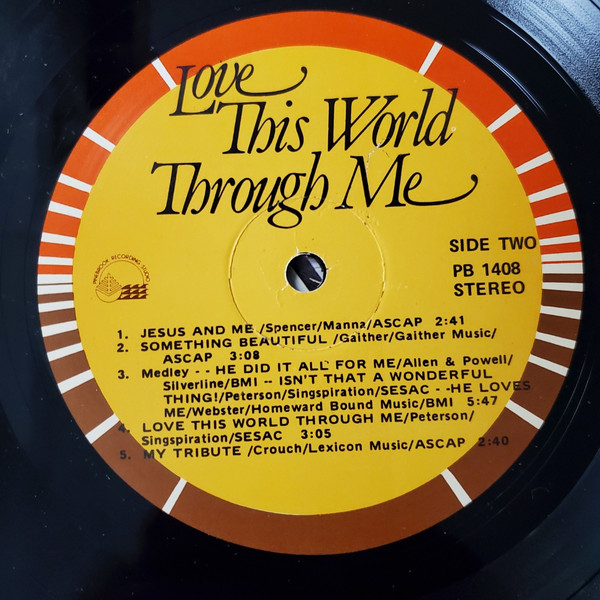 Love
This World
Through Me
SIDE TWO
PB 1408
STEREO
PINEBROOK RECORDING STUDIO
1. JESUS AND ME /Spencer/Manna/ASCAP 2:41
2. SOMETHING BEAUTIFUL /Gaither/Gaither Music/
ASCAP 3:08
3. Medley - - HE DID IT ALL FOR ME/Allen & Powell/
Silverline/BMI -- ISN'T THAT A WONDERFUL
THING!/Peterson/Singspiration/SESAC - -HE LOVES
ME/Webster/Homeward Bound Music/BMI 5:47
4. LOVE THIS WORLD THROUGH ME/Peterson/
Singspiration/SESAC 3:05
5. MY TRIBUTE /Crouch/Lexicon Music/ASCAP 2:40